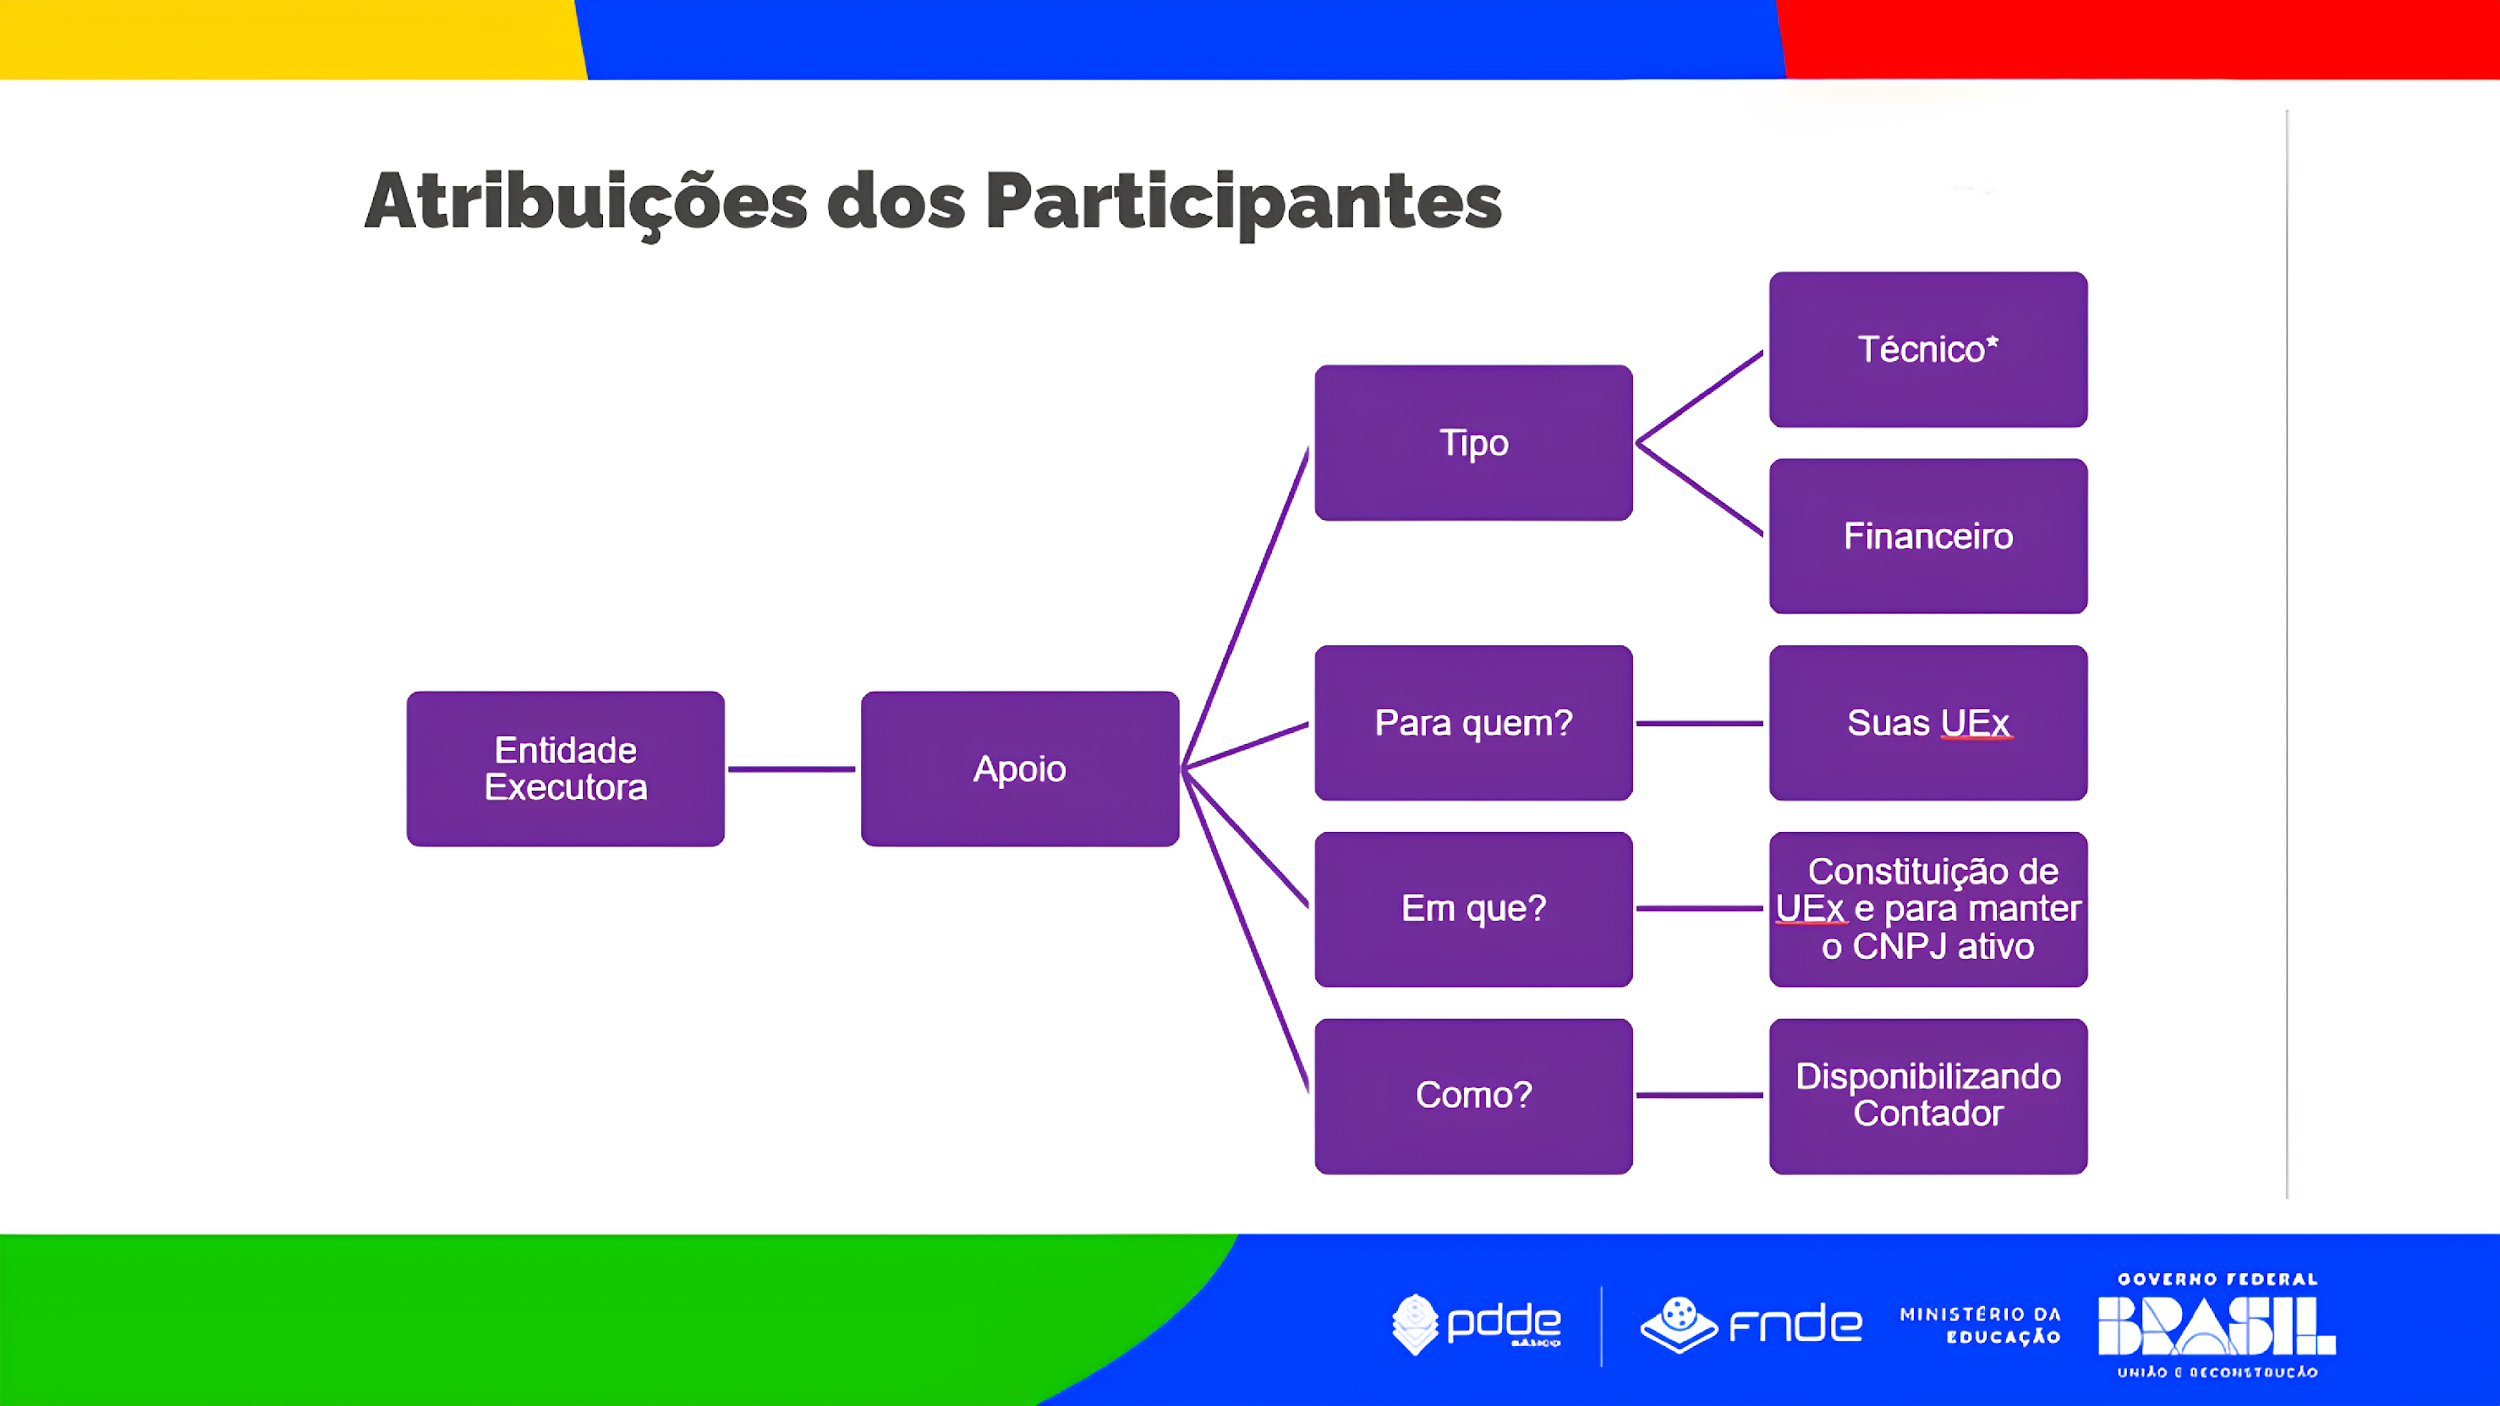 Atribuições dos Participantes
Técnico*
Tipo
Financeiro
Para quem?
Suas UEx
Entidade
Executora
Apoio
Em que?
Constituição de
UEx e para manter
o CNPJ ativo
Como?
Disponibilizando
Contador
pdde
BÁSICO
fnde
MINISTÉRIO DA
EDUCAÇÃO
GOVERNO FEDERAL
BRASIL
UNIÃO E RECONSTRUÇÃO